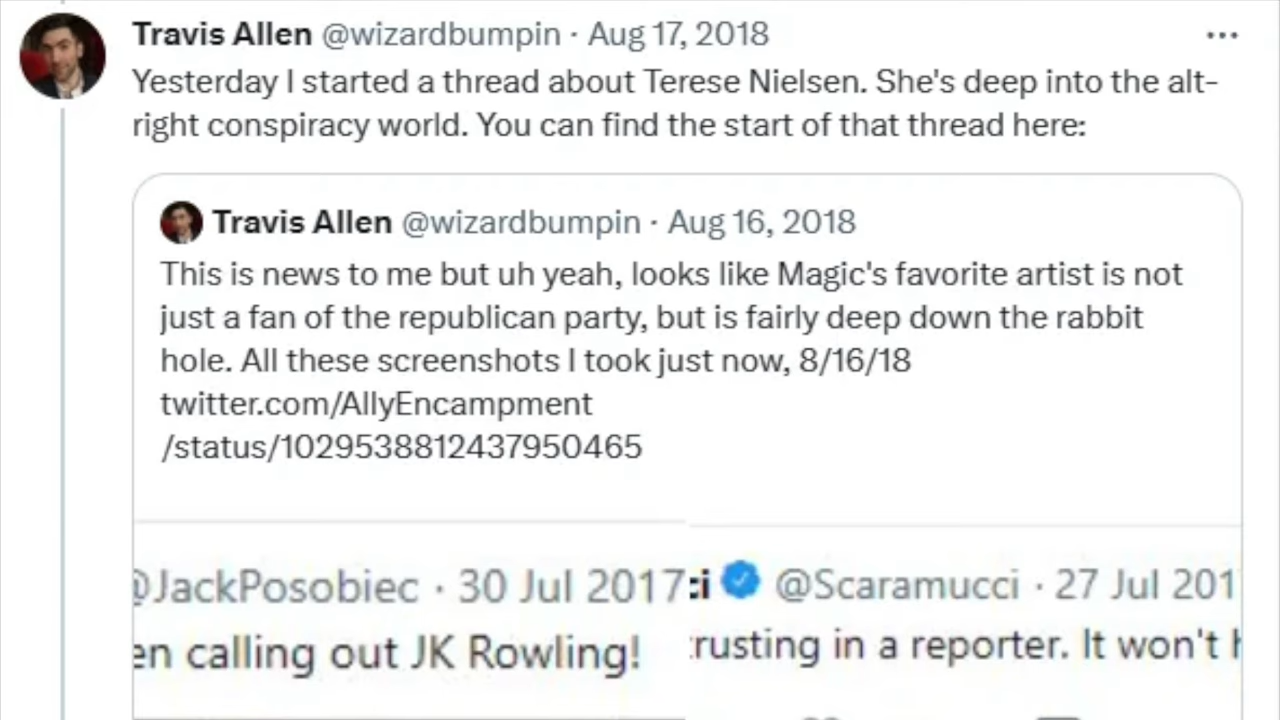 Travis Allen @wizardbumpin · Aug 17, 2018 ...
Yesterday I started a thread about Terese Nielsen. She's deep into the alt-
right conspiracy world. You can find the start of that thread here:
Travis Allen @wizardbumpin · Aug 16, 2018
This is news to me but uh yeah, looks like Magic's favorite artist is not
just a fan of the republican party, but is fairly deep down the rabbit
hole. All these screenshots I took just now, 8/16/18
twitter.com/AllyEncampment
/status/1029538812437950465
@JackPosobiec · 30 Jul 2017
en calling out JK Rowling!
ci @Scaramucci · 27 Jul 201
rusting in a reporter. It won't h